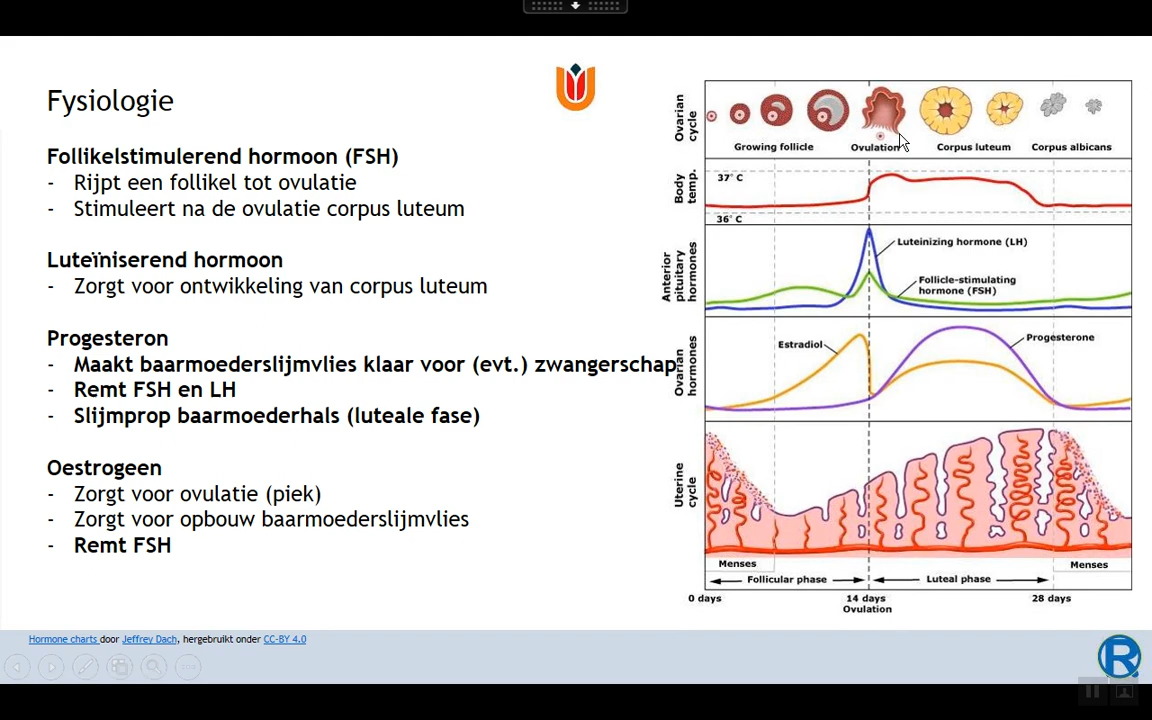 Fysiologie
Follikelstimulerend hormoon (FSH)
- Rijpt een follikel tot ovulatie
- Stimuleert na de ovulatie corpus luteum
Luteïniserend hormoon
- Zorgt voor ontwikkeling van corpus luteum
Progesteron
- Maakt baarmoederslijmvlies klaar voor (evt.) zwangerschap
- Remt FSH en LH
- Slijmprop baarmoederhals (luteale fase)
Oestrogeen
- Zorgt voor ovulatie (piek)
- Zorgt voor opbouw baarmoederslijmvlies
- Remt FSH
Ovarian
cycle
Growing follicle
Ovulation
Corpus luteum
Corpus albicans
Body
temp.
37° C
36° C
Anterior
pituitary
hormones
Luteinizing hormone (LH)
Follicle-stimulating
hormone (FSH)
Ovarian
hormones
Estradiol
Progesterone
Uterine
cycle
Menses
Menses
Follicular phase
Luteal phase
0 days
14 days
28 days
Ovulation
Hormone charts door Jeffrey Dach, hergebruikt onder CC-BY 4.0
R